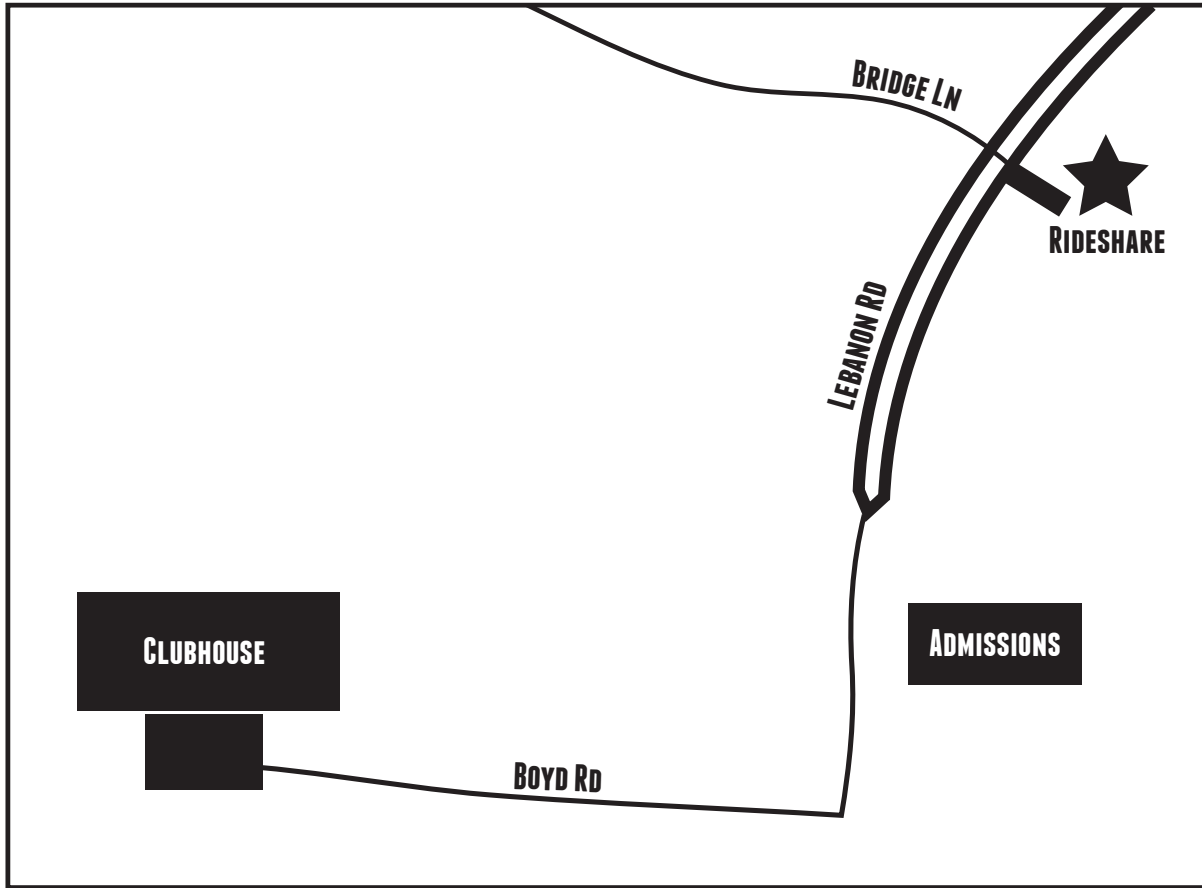 Bridge Ln
Rideshare
Lebanon Rd
Clubhouse
Admissions
Boyd Rd